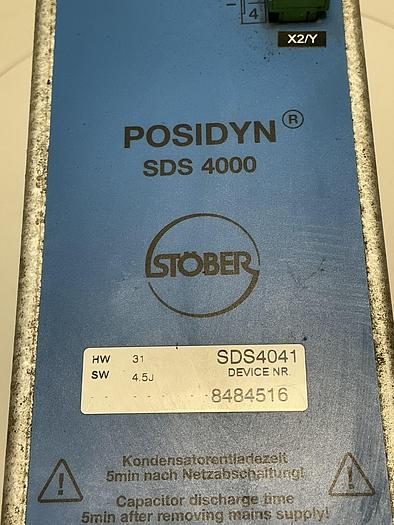 4
X2/Y
POSIDYN®
SDS 4000
STÖBER
HW 31 SDS4041
SW 4.5J DEVICE NR.
8484516
Kondensatorentladezeit
5min nach Netzabschaltung!
Capacitor discharge time
5min after removing mains supply!